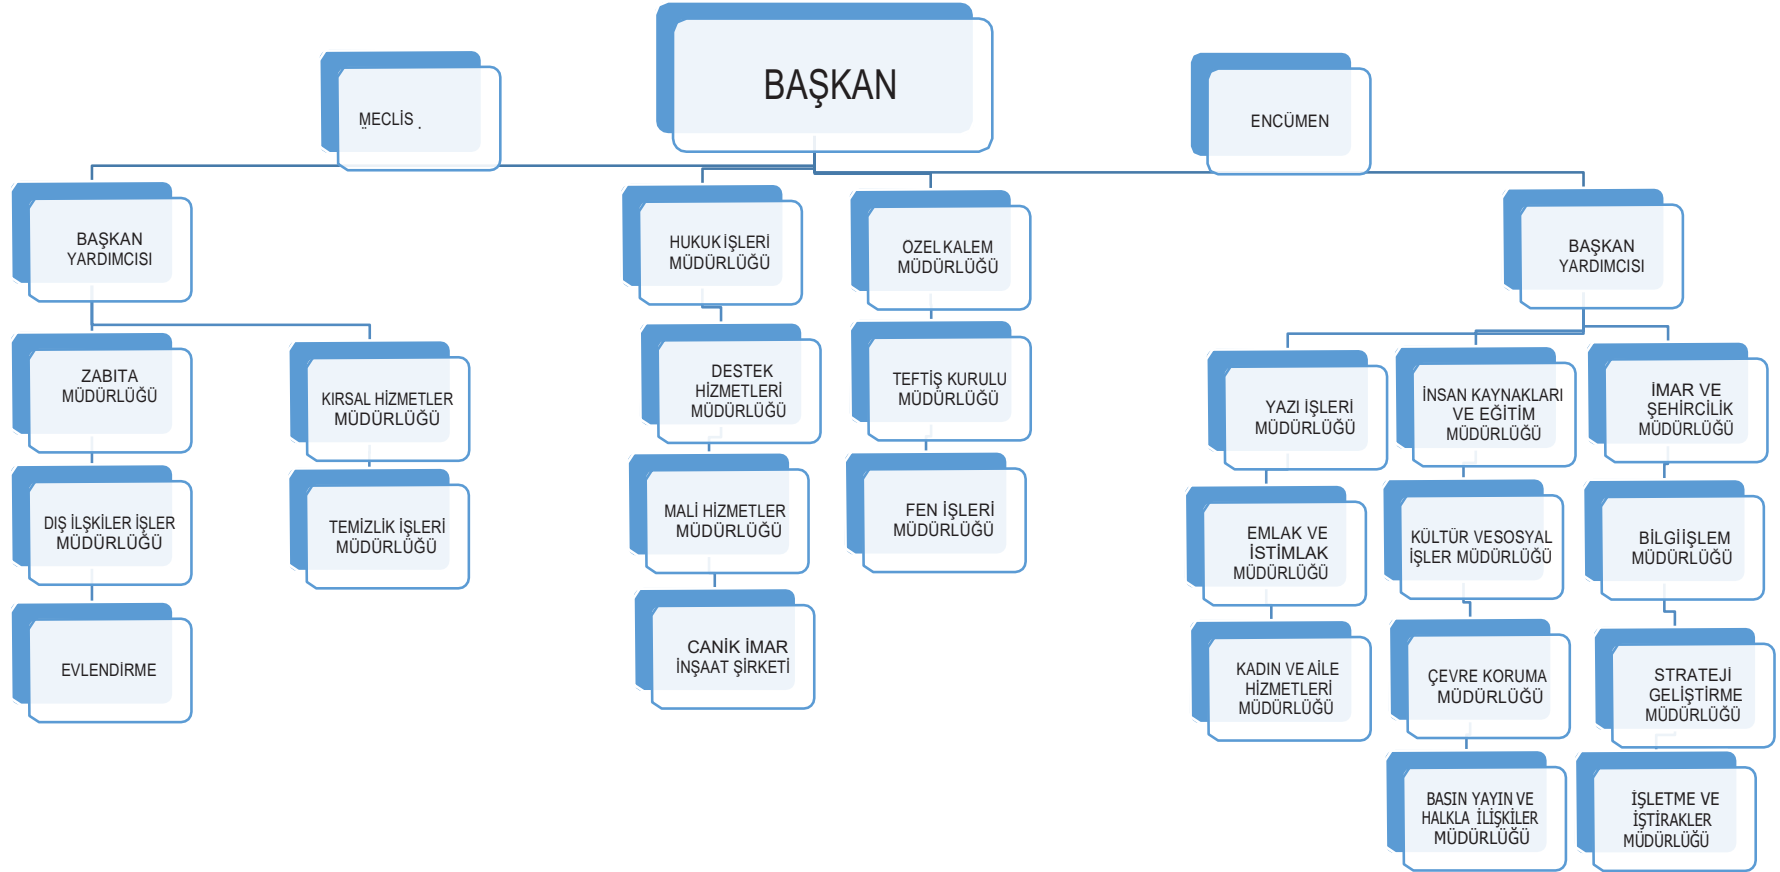 BAŞKAN
MECLİS
ENCÜMEN
BAŞKAN
YARDIMCISI
HUKUK İŞLERİ
MÜDÜRLÜĞÜ
OZEL KALEM
MÜDÜRLÜĞÜ
BAŞKAN
YARDIMCISI
ZABITA
MÜDÜRLÜĞÜ
KIRSAL HİZMETLER
MÜDÜRLÜĞÜ
DESTEK
HİZMETLERİ
MÜDÜRLÜĞÜ
TEFTİŞ KURULU
MÜDÜRLÜĞÜ
YAZI İŞLERİ
MÜDÜRLÜĞÜ
İNSAN KAYNAKLARI
VE EĞİTİM
MÜDÜRLÜĞÜ
İMAR VE
ŞEHİRCİLİK
MÜDÜRLÜĞÜ
DIŞ İLŞKİLER İŞLER
MÜDÜRLÜĞÜ
TEMİZLİK İŞLERİ
MÜDÜRLÜĞÜ
MALİ HİZMETLER
MÜDÜRLÜĞÜ
FEN İŞLERİ
MÜDÜRLÜĞÜ
EMLAK VE
İSTİMLAK
MÜDÜRLÜĞÜ
KÜLTÜR VESOSYAL
İŞLER MÜDÜRLÜĞÜ
BİLGİİŞLEM
MÜDÜRLÜĞÜ
EVLENDİRME
CANİK İMAR
İNŞAAT ŞİRKETİ
KADIN VE AİLE
HİZMETLERİ
MÜDÜRLÜĞÜ
ÇEVRE KORUMA
MÜDÜRLÜĞÜ
STRATEJİ
GELİŞTİRME
MÜDÜRLÜĞÜ
BASIN YAYIN VE
HALKLA İLİŞKİLER
MÜDÜRLÜĞÜ
İŞLETME VE
İŞTİRAKLER
MÜDÜRLÜĞÜ